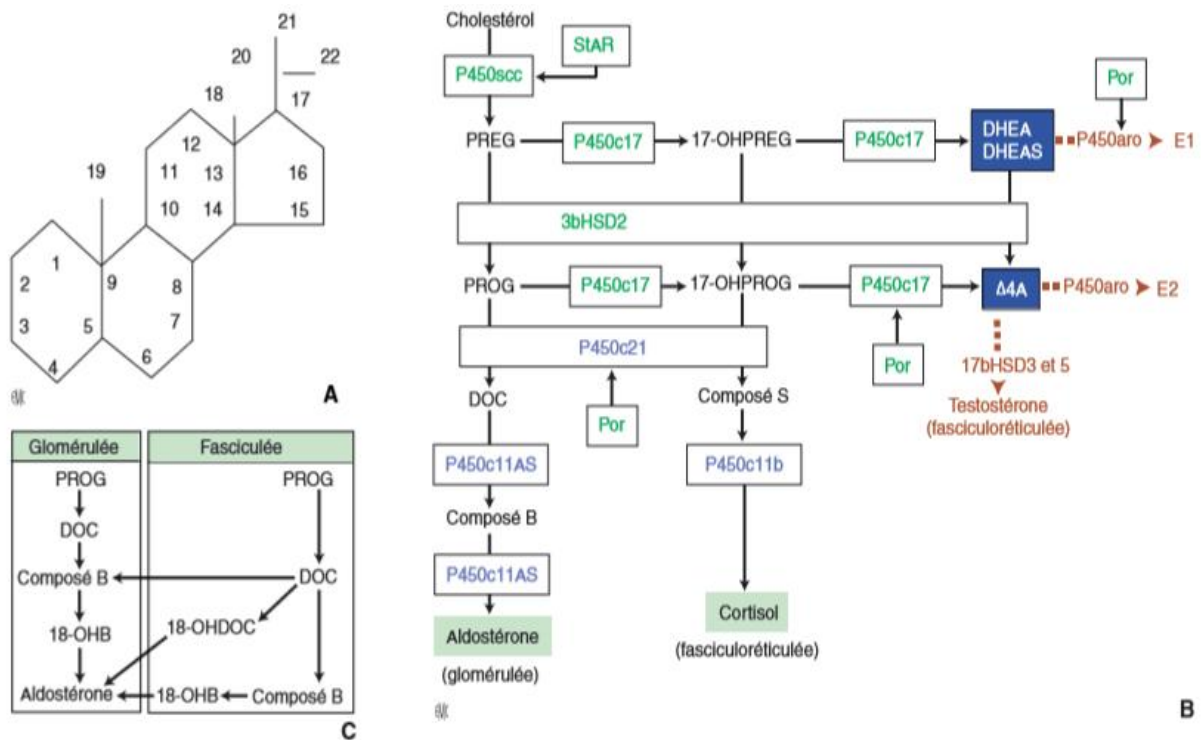 21
20
22
18
17
12
19
11
13
16
10
14
15
1
2
9
8
3
5
7
4
6
A
Cholestérol
StAR
P450scc
Por
PREG
P450c17
17-OHPREG
P450c17
DHEA
DHEAS
P450aro
E1
3bHSD2
PROG
P450c17
17-OHPROG
P450c17
Δ4A
P450aro
E2
P450c21
Por
17bHSD3 et 5
DOC
Por
Composé S
Testostérone
(fasciculoréticulée)
P450c11AS
P450c11b
Composé B
P450c11AS
Aldostérone
(glomérulée)
Cortisol
(fasciculoréticulée)
B
Glomérulée
Fasciculée
PROG
PROG
DOC
Composé B
DOC
18-OHB
18-OHDOC
Aldostérone
18-OHB
Composé B
C